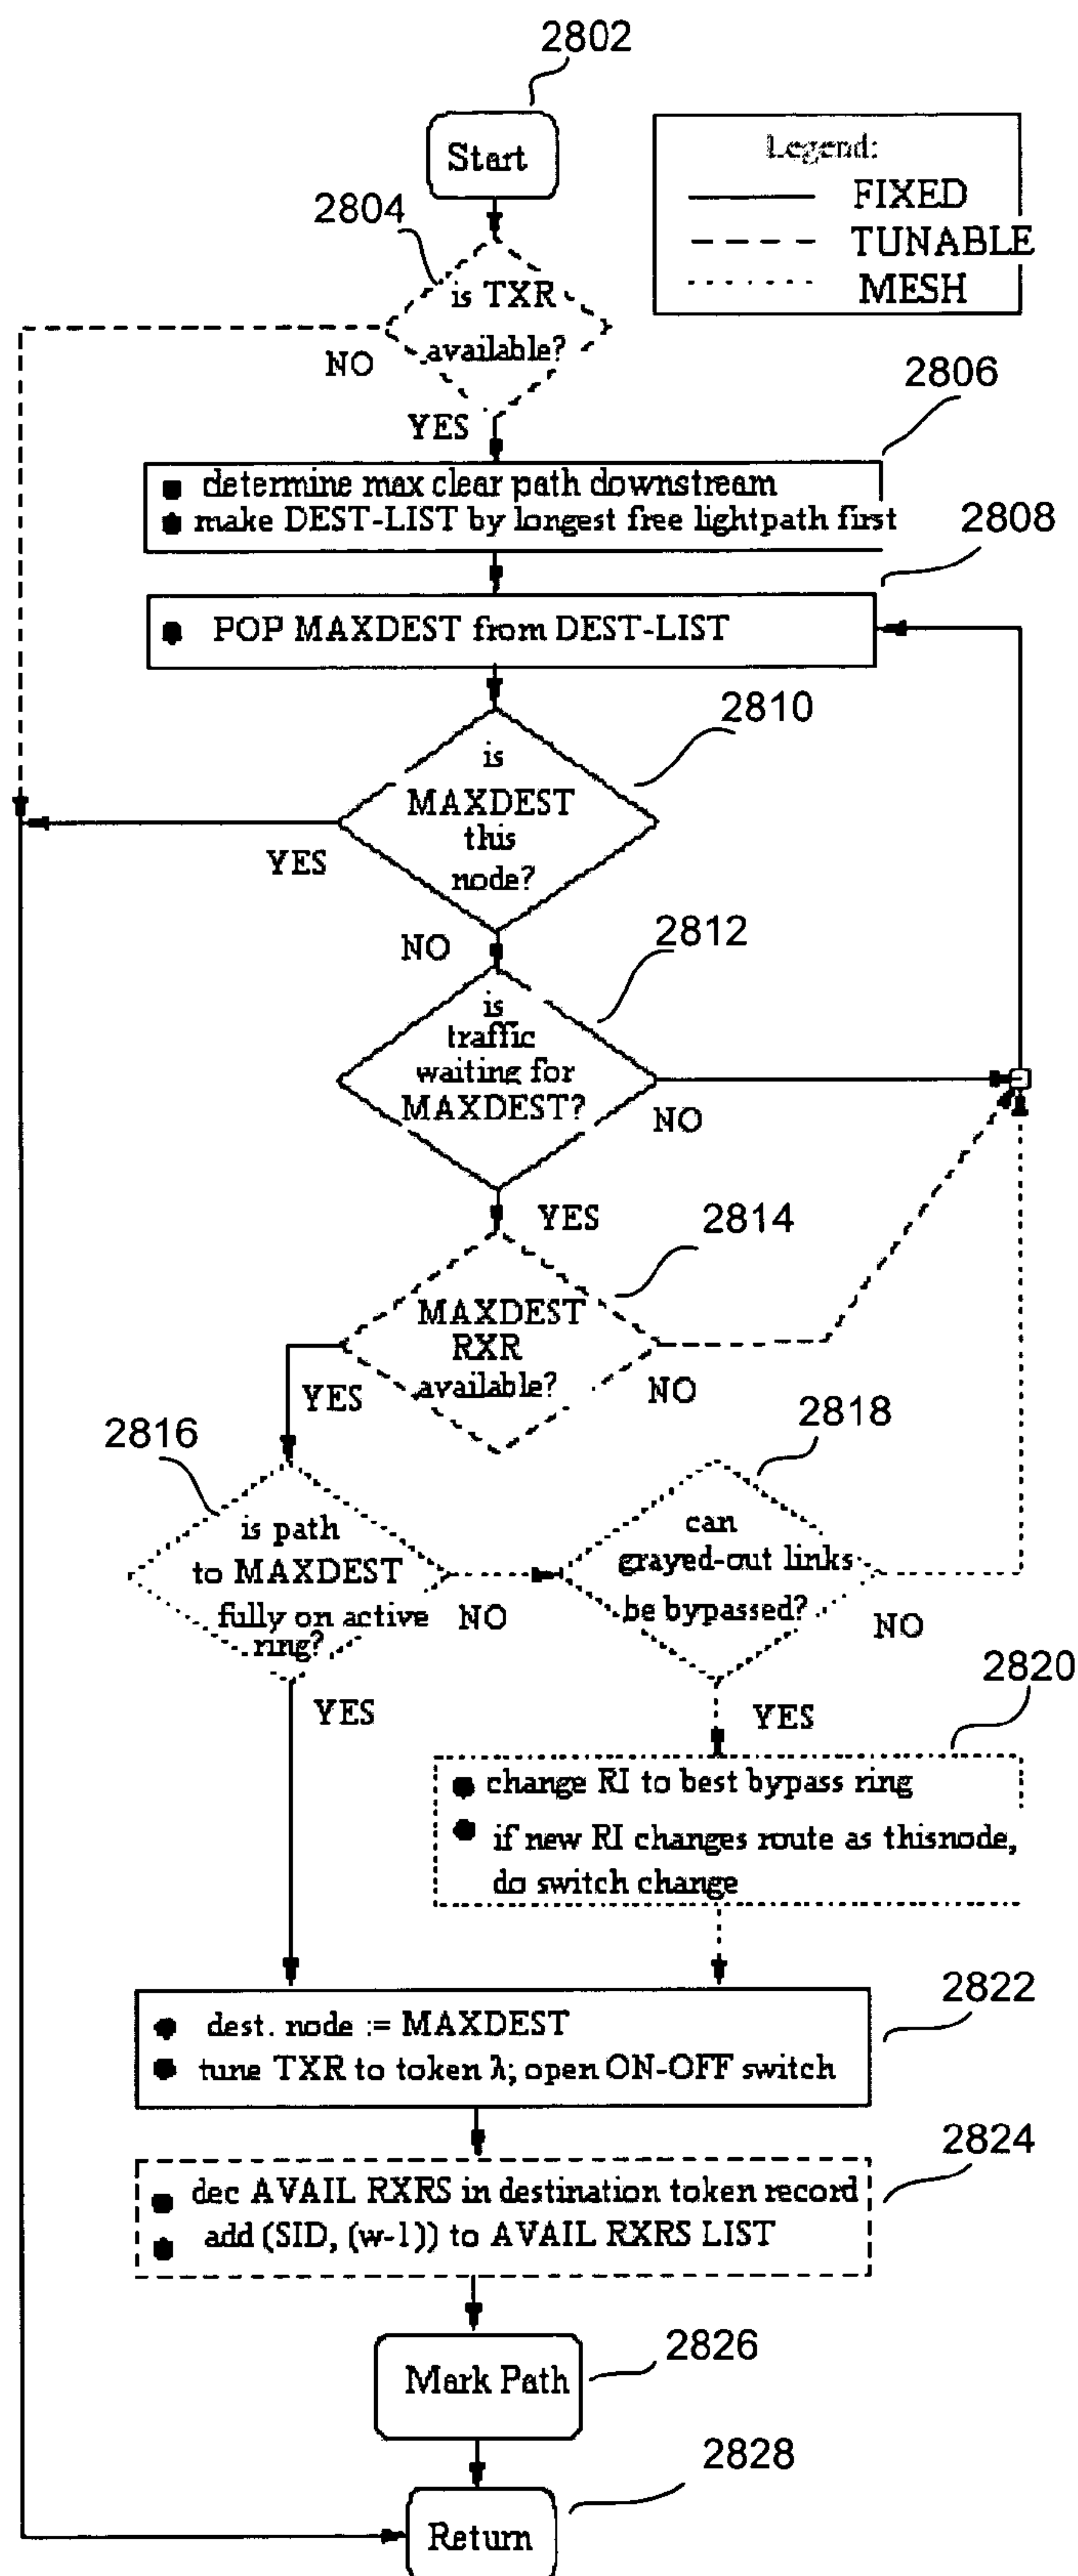 2802
Start
Legend:
FIXED
TUNABLE
MESH
2804
is TXR
available?
NO
YES
2806
determine max clear path downstream
make DEST-LIST by longest free lightpath first
2808
POP MAXDEST from DEST-LIST
2810
is
MAXDEST
this
node?
YES
NO
2812
is
traffic
waiting for
MAXDEST?
NO
YES
2814
MAXDEST
RXR
available?
YES
NO
2816
is path
to MAXDEST
fully on active
ring?
NO
YES
2818
can
grayed-out links
be bypassed?
NO
YES
2820
change RI to best bypass ring
if new RI changes route as thisnode,
do switch change
2822
dest. node := MAXDEST
tune TXR to token λ; open ON-OFF switch
2824
dec AVAIL RXRS in destination token record
add (SID, (w-1)) to AVAIL RXRS LIST
2826
Mark Path
2828
Return